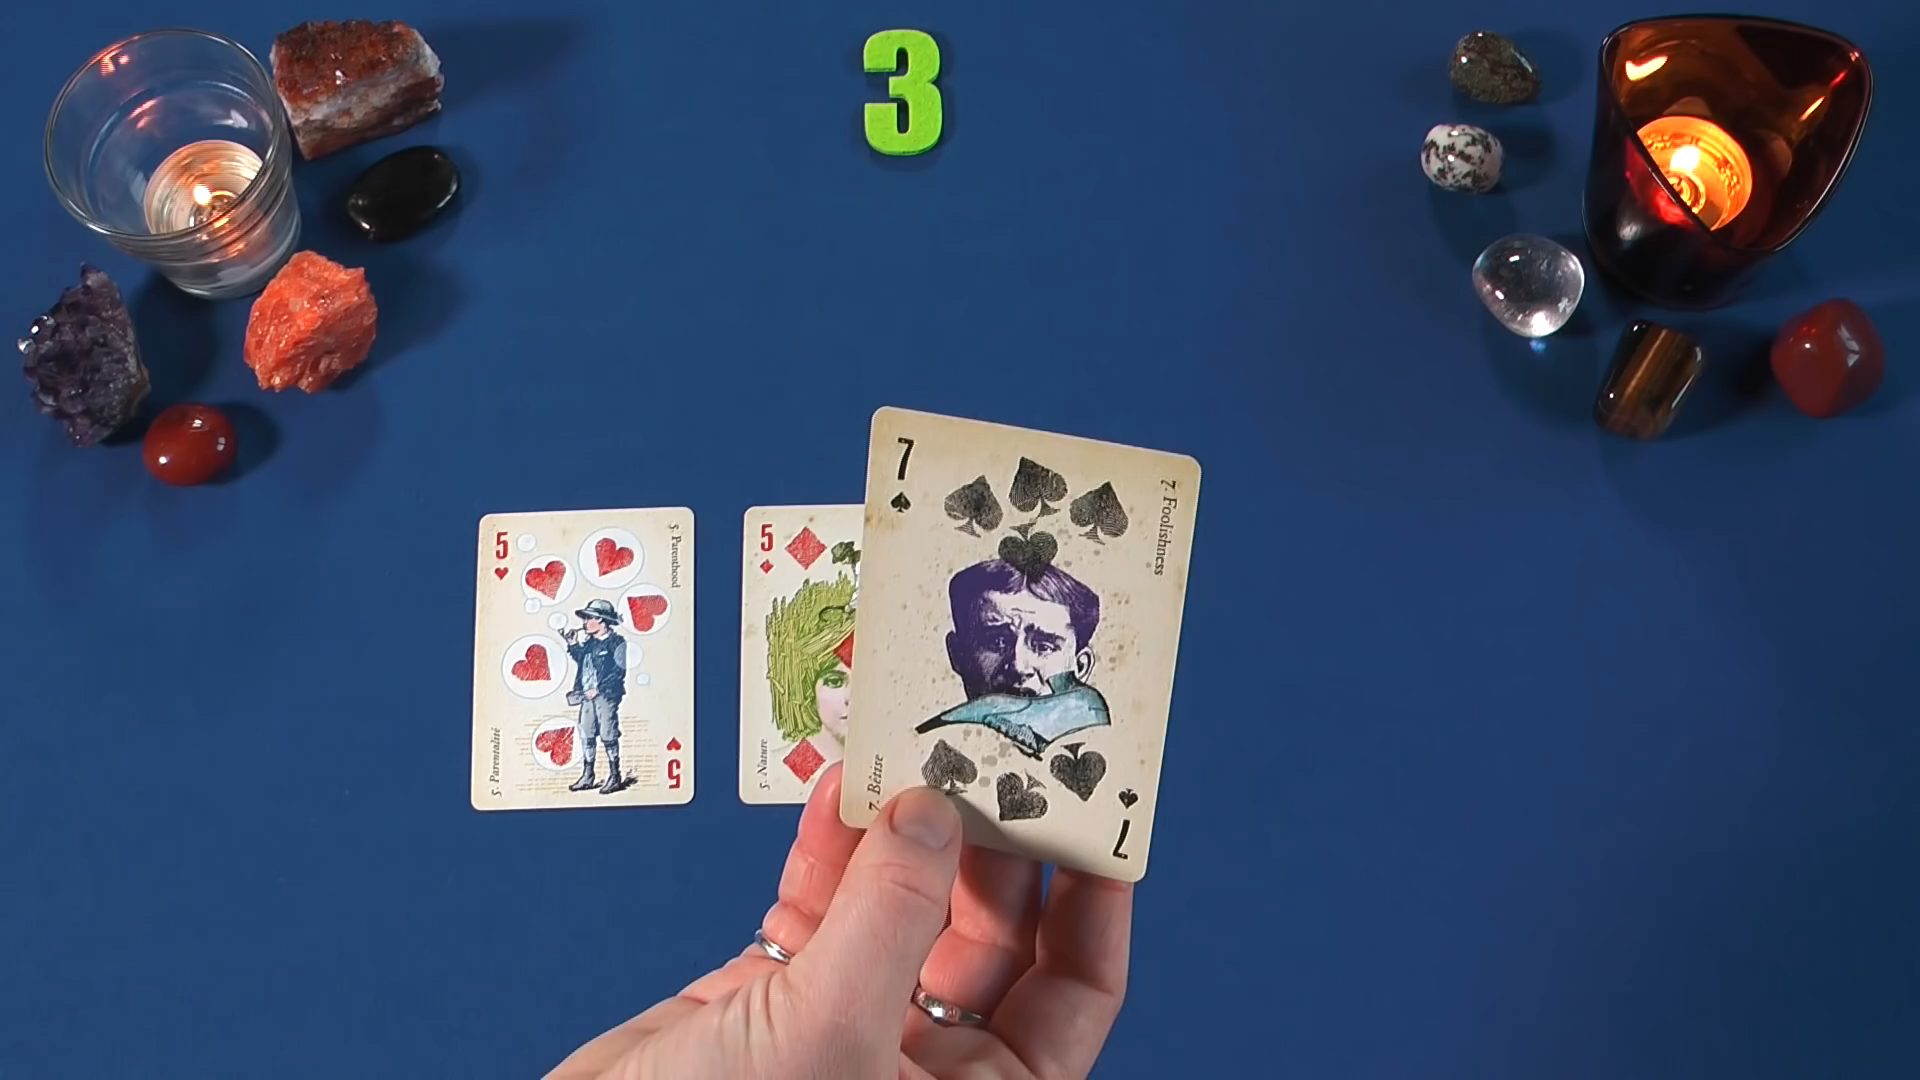 3
5
5. Parenthood
5. Parentalité
5
5
5. Nature
7
7. Foolishness
7. Bêtise
7